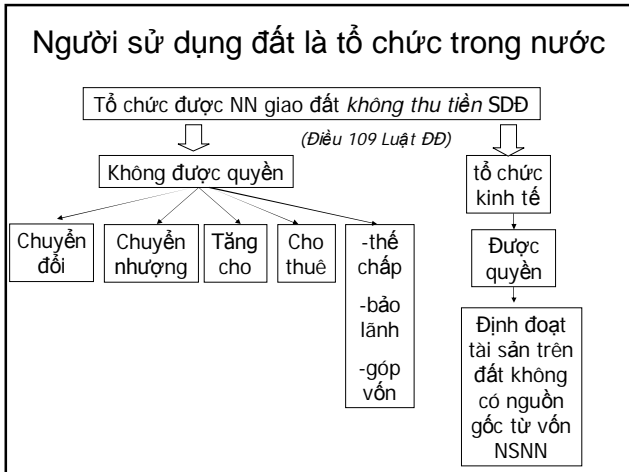 Người sử dụng đất là tổ chức trong nước
Tổ chức được NN giao đất không thu tiền SDĐ
(Điều 109 Luật ĐĐ)
Không được quyền
Chuyển
đổi
Chuyển
nhượng
Tặng
cho
Cho
thuê
-thế
chấp
-bảo
lãnh
-góp
vốn
tổ chức
kinh tế
Được
quyền
Định đoạt
tài sản trên
đất không
có nguồn
gốc từ vốn
NSNN